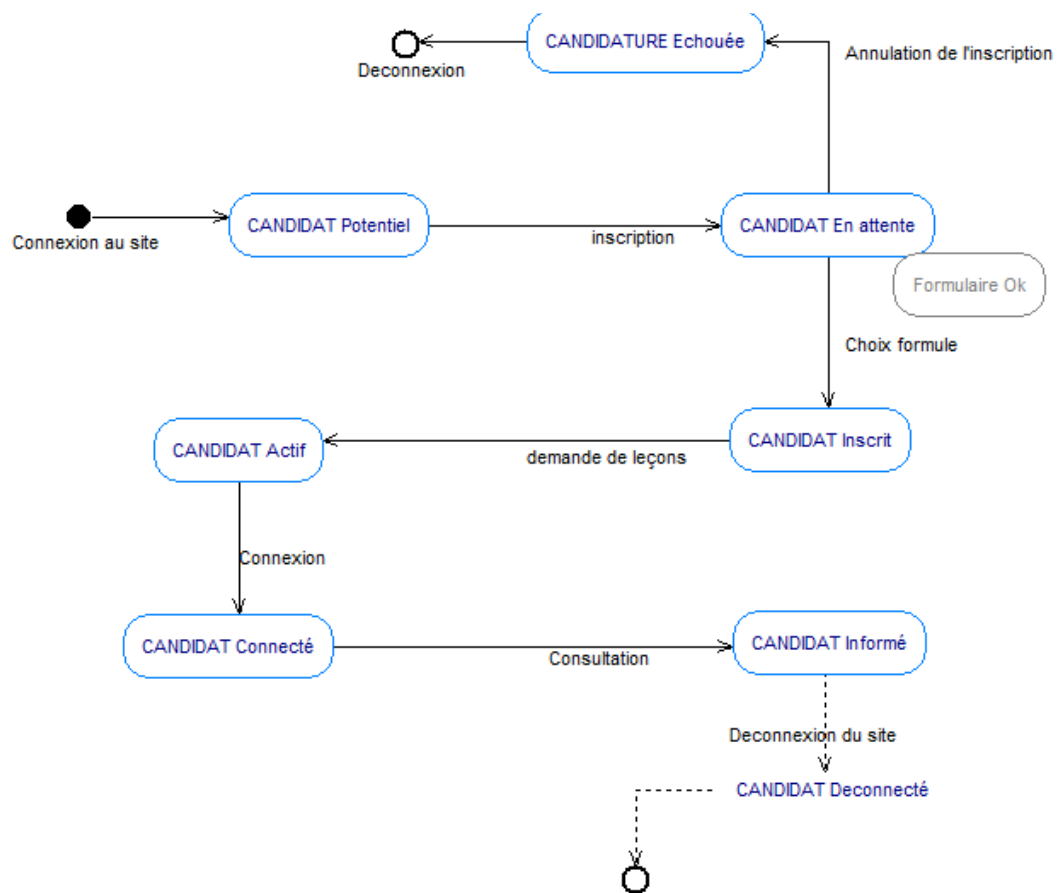 CANDIDATURE Echouée
Deconnexion
Annulation de l'inscription
CANDIDAT Potentiel
CANDIDAT En attente
Connexion au site
inscription
Formulaire Ok
Choix formule
CANDIDAT Inscrit
CANDIDAT Actif
demande de leçons
Connexion
CANDIDAT Connecté
CANDIDAT Informé
Consultation
Deconnexion du site
CANDIDAT Deconnecté